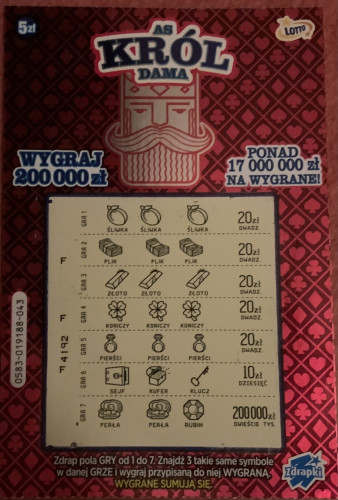 5zł
AS
KRÓL
DAMA
LOTTO
WYGRAJ
200 000 zł
PONAD
17 000 000 zł
NA WYGRANE!
GRA 1
ŚLIWKA ŚLIWKA ŚLIWKA
20zł
DWADZ.
GRA 2
PLIK PLIK PLIK
20zł
DWADZ.
F
GRA 3
ZŁOTO ZŁOTO ZŁOTO
20zł
DWADZ.
F
GRA 4
KONICZY KONICZY KONICZY
20zł
DWADZ.
4192
GRA 5
PIERŚCI PIERŚCI PIERŚCI
20zł
DWADZ.
F
GRA 6
SEJF KUFER KLUCZ
10zł
DZIESIĘĆ
GRA 7
PERŁA PERŁA RUBIN
200000zł
DWIEŚCIE TYS.
0583-019188-043
Zdrap pola GRY od 1 do 7. Znajdź 3 takie same symbole
w danej GRZE i wygraj przypisaną do niej WYGRANĄ.
WYGRANE SUMUJĄ SIĘ.
Zdrapki